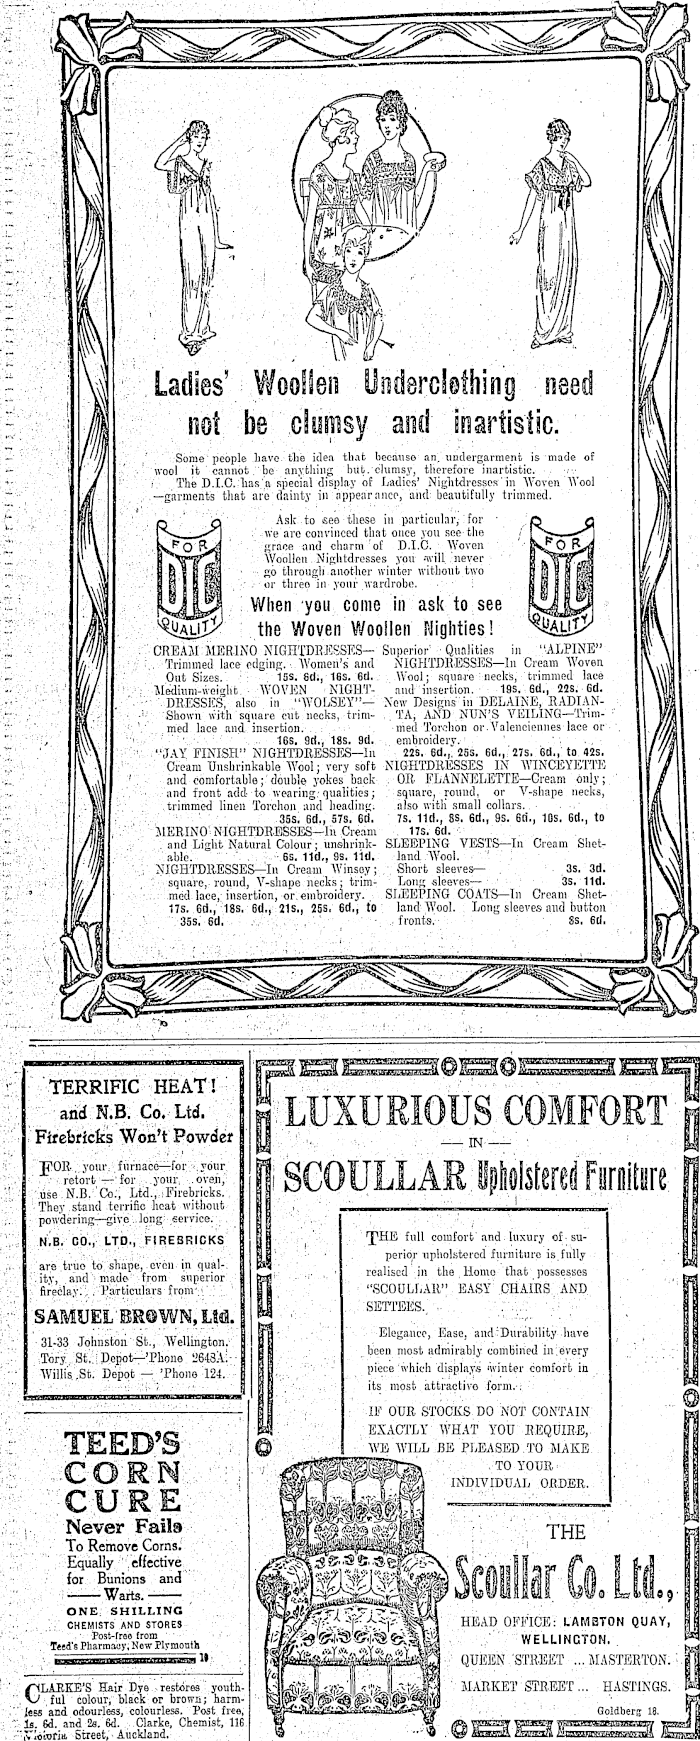 Ladies' Woollen Underclothing need
not be clumsy and inartistic.
Some people have the idea that because an undergarment is made of
wool it cannot be anything but clumsy, therefore inartistic.
The D.I.C. has a special display of Ladies' Nightdresses in Woven Wool
—garments that are dainty in appearance, and beautifully trimmed.
FOR
DIC
QUALITY
Ask to see these in particular, for
we are convinced that once you see the
grace and charm of D.I.C. Woven
Woollen Nightdresses you will never
go through another winter without two
or three in your wardrobe.
FOR
DIC
QUALITY
When you come in ask to see
the Woven Woollen Nighties!
CREAM MERINO NIGHTDRESSES—
Trimmed lace edging. Women's and
Out Sizes. 15s. 6d., 16s. 6d.
Medium-weight WOVEN NIGHT-
DRESSES, also in "WOLSEY"—
Shown with square cut necks, trim-
med lace and insertion.
16s. 9d., 18s. 9d.
"JAY FINISH" NIGHTDRESSES—In
Cream Unshrinkable Wool; very soft
and comfortable; double yokes back
and front add to wearing qualities;
trimmed linen Torchon and beading.
35s. 6d., 57s. 6d.
MERINO NIGHTDRESSES—In Cream
and Light Natural Colour; unshrink-
able. 6s. 11d., 9s. 11d.
NIGHTDRESSES—In Cream Winsey;
square, round, V-shape necks; trim-
med lace, insertion, or embroidery.
17s. 6d., 18s. 6d., 21s., 25s. 6d., to
35s. 6d.
Superior Qualities in "ALPINE"
NIGHTDRESSES—In Cream Woven
Wool; square necks, trimmed lace
and insertion. 19s. 6d., 22s. 6d.
New Designs in DELAINE, RADIAN-
TA, AND NUN'S VEILING—Trim-
med Torchon or Valenciennes lace or
embroidery.
22s. 6d., 25s. 6d., 27s. 6d., to 42s.
NIGHTDRESSES IN WINCEYETTE
OR FLANNELETTE—Cream only;
square, round, or V-shape necks,
also with small collars.
7s. 11d., 8s. 6d., 9s. 6d., 10s. 6d., to
17s. 6d.
SLEEPING VESTS—In Cream Shet-
land Wool.
Short sleeves— 3s. 3d.
Long sleeves— 3s. 11d.
SLEEPING COATS—In Cream Shet-
land Wool. Long sleeves and button
fronts. 8s. 6d.
TERRIFIC HEAT!
and N.B. Co. Ltd.
Firebricks Won't Powder
FOR your furnace—for your
retort—for your oven,
use N.B. Co., Ltd., Firebricks.
They stand terrific heat without
powdering—give long service.
N.B. CO., LTD., FIREBRICKS
are true to shape, even in qual-
ity, and made from superior
fireclay. Particulars from
SAMUEL BROWN, Ltd.
31-33 Johnston St., Wellington.
Tory St. Depot—'Phone 2648A.
Willis St. Depot — 'Phone 124.
TEED'S
CORN
CURE
Never Fails
To Remove Corns.
Equally effective
for Bunions and
Warts.
ONE SHILLING
CHEMISTS AND STORES
Post-free from
Teed's Pharmacy, New Plymouth
10
CLARKE'S Hair Dye restores youth-
ful colour, black or brown; harm-
less and odourless, colourless. Post free,
1s. 6d. and 2s. 6d. Clarke, Chemist, 116
Victoria Street, Auckland.
LUXURIOUS COMFORT
— IN —
SCOULLAR Upholstered Furniture
THE full comfort and luxury of su-
perior upholstered furniture is fully
realised in the Home that possesses
"SCOULLAR" EASY CHAIRS AND
SETTEES.
Elegance, Ease, and Durability have
been most admirably combined in every
piece which displays winter comfort in
its most attractive form.
IF OUR STOCKS DO NOT CONTAIN
EXACTLY WHAT YOU REQUIRE,
WE WILL BE PLEASED TO MAKE
TO YOUR
INDIVIDUAL ORDER.
THE
Scoullar Co. Ltd.,
HEAD OFFICE: LAMBTON QUAY,
WELLINGTON.
QUEEN STREET ... MASTERTON.
MARKET STREET ... HASTINGS.
Goldberg 18.